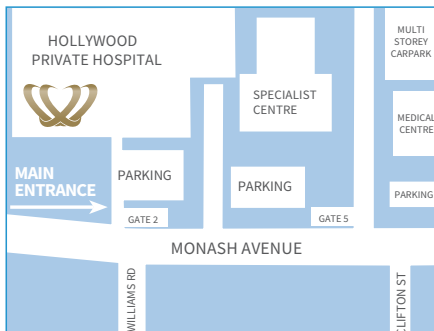 HOLLYWOOD
PRIVATE HOSPITAL
MULTI
STOREY
CARPARK
SPECIALIST
CENTRE
MEDICAL
CENTRE
MAIN
ENTRANCE
PARKING
PARKING
PARKING
GATE 2
GATE 5
MONASH AVENUE
WILLIAMS RD
CLIFTON ST